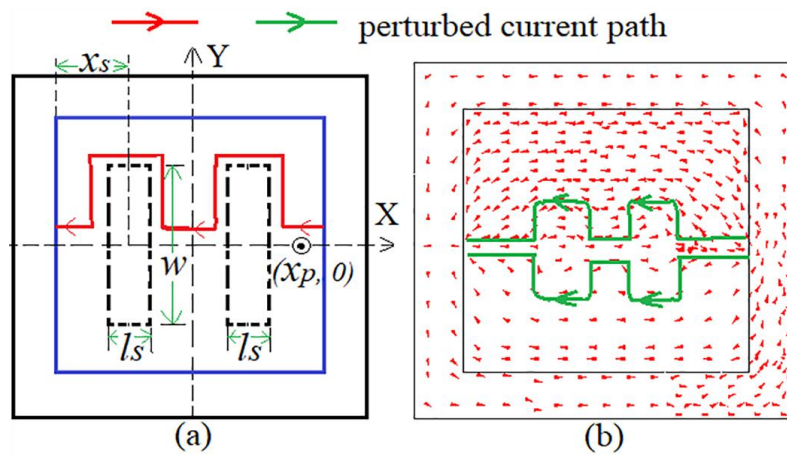 perturbed current path
xs
Y
X
w
(xp, 0)
ls
ls
(a)
(b)